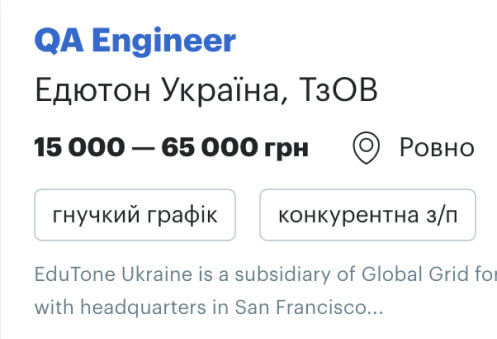 QA Engineer
Едютон Україна, ТзОВ
15 000 — 65 000 грн Ровно
гнучкий графік конкурентна з/п
EduTone Ukraine is a subsidiary of Global Grid for
with headquarters in San Francisco...